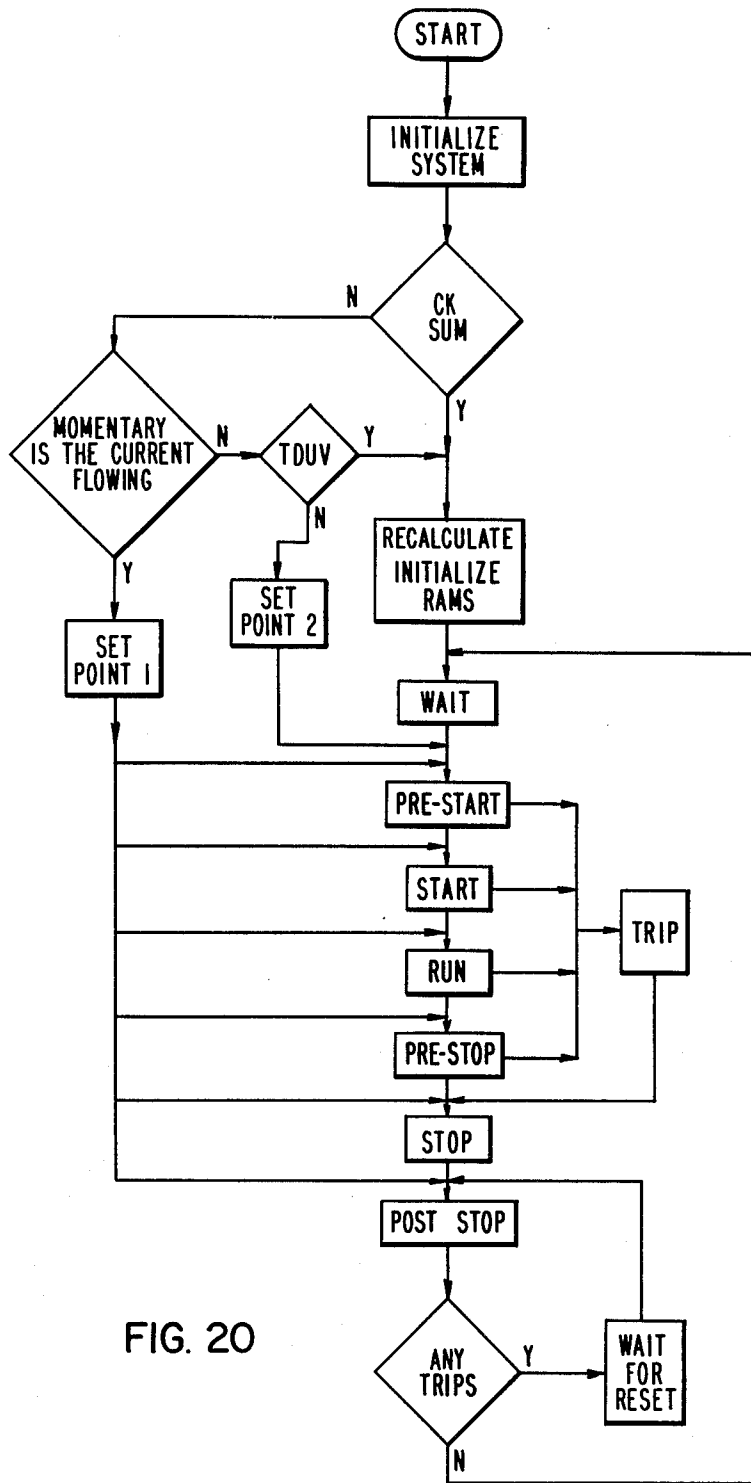 START
INITIALIZE
SYSTEM
N
CK
SUM
Y
MOMENTARY
IS THE CURRENT
FLOWING
N
TDUV
Y
N
Y
RECALCULATE
INITIALIZE
RAMS
SET
POINT 2
SET
POINT 1
WAIT
PRE-START
START
TRIP
RUN
PRE-STOP
STOP
POST STOP
FIG. 20
ANY
TRIPS
Y
WAIT
FOR
RESET
N